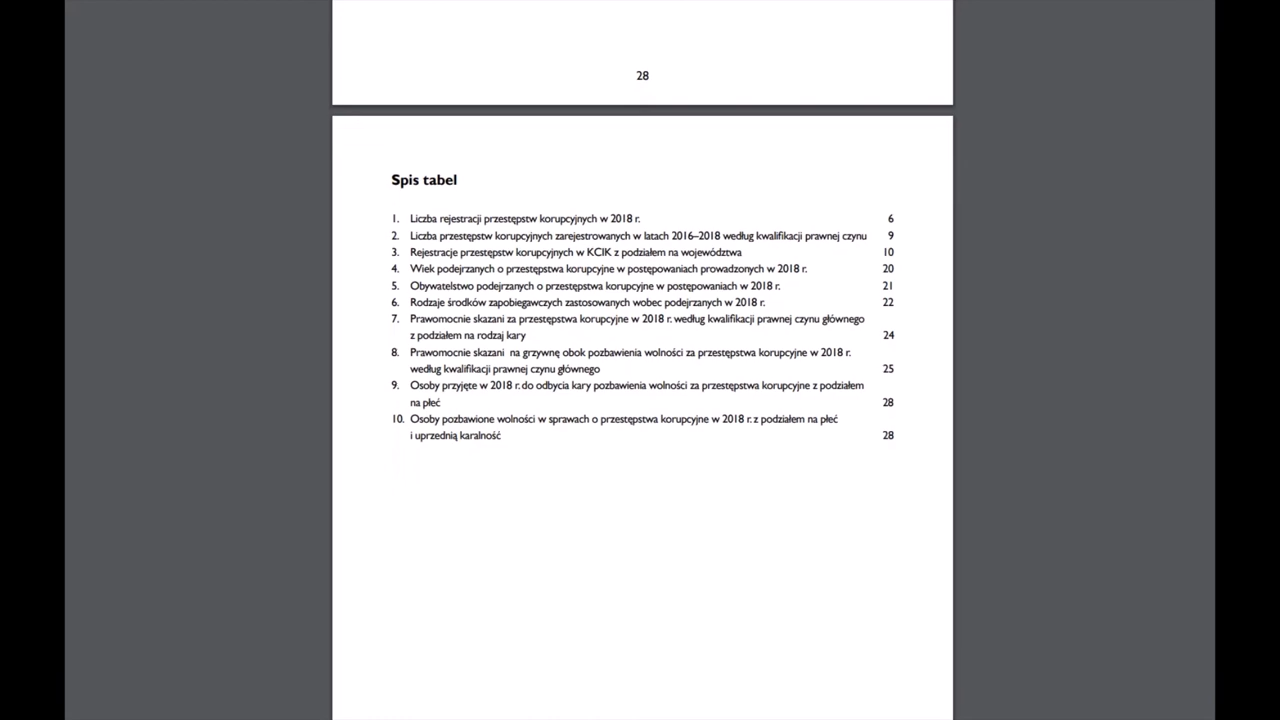 28
Spis tabel
1. Liczba rejestracji przestępstw korupcyjnych w 2018 r. 6
2. Liczba przestępstw korupcyjnych zarejestrowanych w latach 2016–2018 według kwalifikacji prawnej czynu 9
3. Rejestracje przestępstw korupcyjnych w KCIK z podziałem na województwa 10
4. Wiek podejrzanych o przestępstwa korupcyjne w postępowaniach prowadzonych w 2018 r. 20
5. Obywatelstwo podejrzanych o przestępstwa korupcyjne w postępowaniach w 2018 r. 21
6. Rodzaje środków zapobiegawczych zastosowanych wobec podejrzanych w 2018 r. 22
7. Prawomocnie skazani za przestępstwa korupcyjne w 2018 r. według kwalifikacji prawnej czynu głównego
z podziałem na rodzaj kary 24
8. Prawomocnie skazani na grzywnę obok pozbawienia wolności za przestępstwa korupcyjne w 2018 r.
według kwalifikacji prawnej czynu głównego 25
9. Osoby przyjęte w 2018 r. do odbycia kary pozbawienia wolności za przestępstwa korupcyjne z podziałem
na płeć 28
10. Osoby pozbawione wolności w sprawach o przestępstwa korupcyjne w 2018 r. z podziałem na płeć
i uprzednią karalność 28